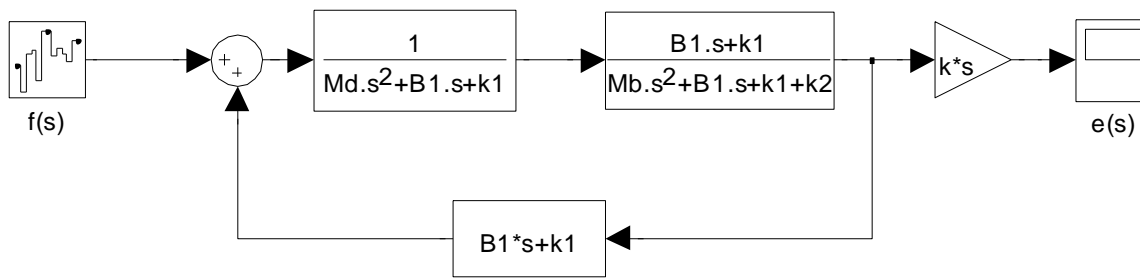 f(s)
+
+
1
Md.s²+B1.s+k1
B1.s+k1
Mb.s²+B1.s+k1+k2
k*s
e(s)
B1*s+k1